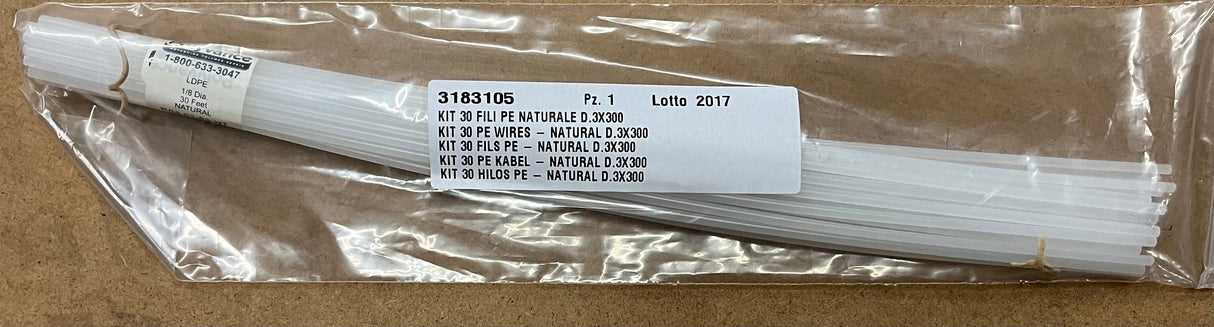 1-800-633-3047
LDPE
1/8 Dia
30 Feet
NATURAL
3183105 Pz. 1 Lotto 2017
KIT 30 FILI PE NATURALE D.3X300
KIT 30 PE WIRES – NATURAL D.3X300
KIT 30 FILS PE – NATURAL D.3X300
KIT 30 PE KABEL – NATURAL D.3X300
KIT 30 HILOS PE – NATURAL D.3X300